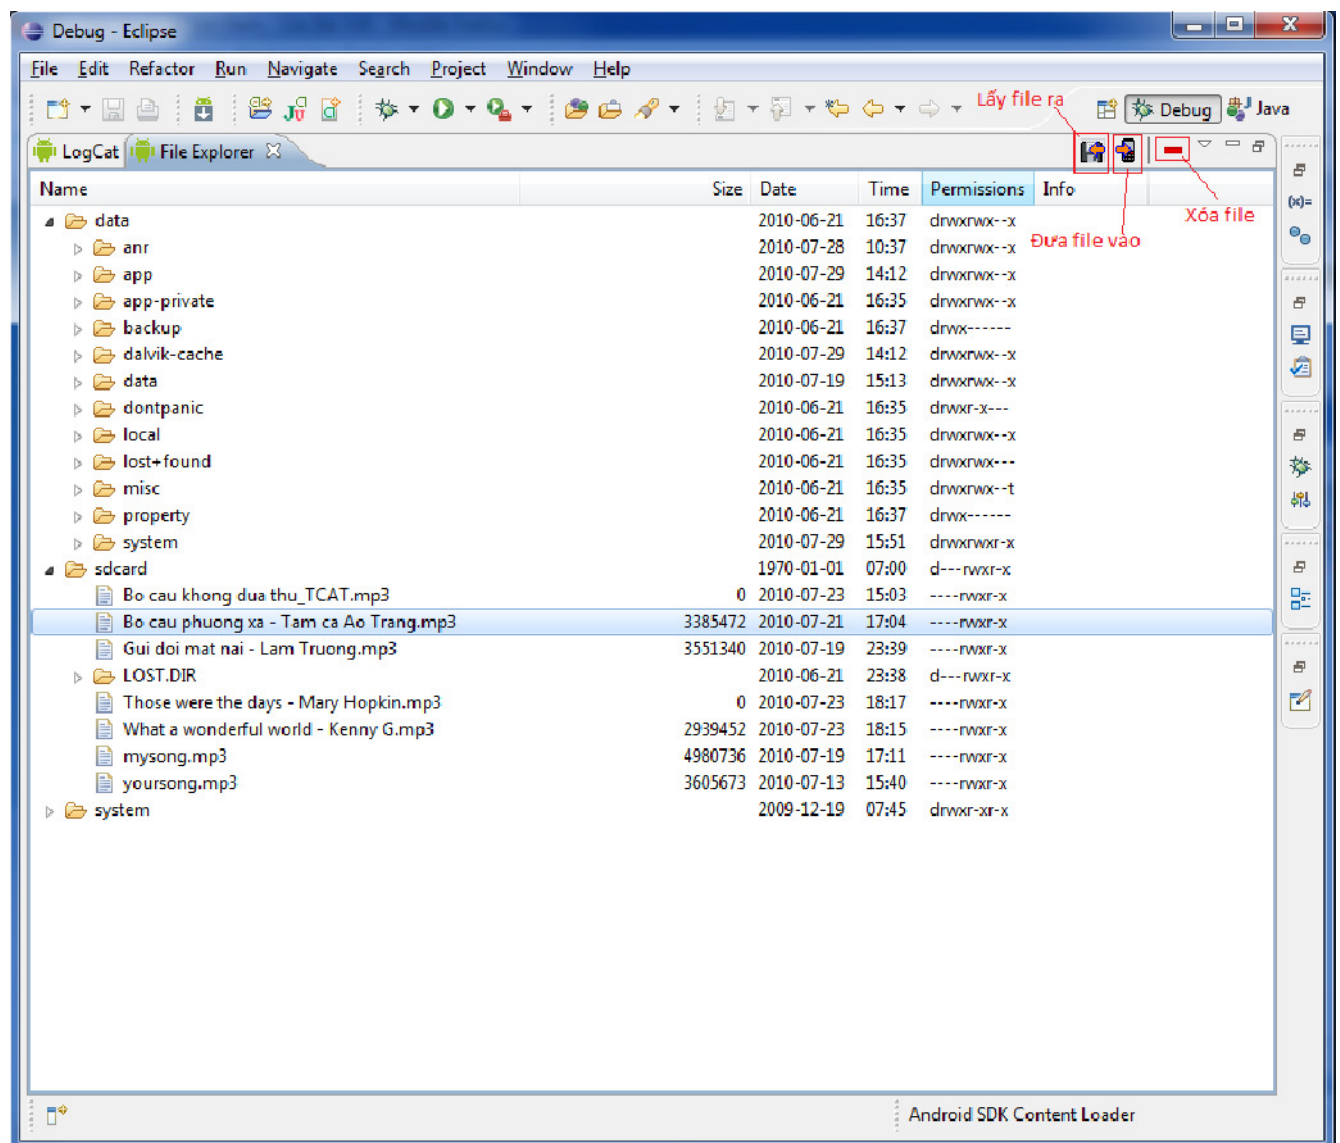 Debug - Eclipse
File Edit Refactor Run Navigate Search Project Window Help
Lấy file ra
Debug Java
LogCat File Explorer
Name Size Date Time Permissions Info
Xóa file
Đưa file vào
data 2010-06-21 16:37 drwxrwx--x
anr 2010-07-28 10:37 drwxrwx--x
app 2010-07-29 14:12 drwxrwx--x
app-private 2010-06-21 16:35 drwxrwx--x
backup 2010-06-21 16:37 drwx------
dalvik-cache 2010-07-29 14:12 drwxrwx--x
data 2010-07-19 15:13 drwxrwx--x
dontpanic 2010-06-21 16:35 drwxr-x---
local 2010-06-21 16:35 drwxrwx--x
lost+found 2010-06-21 16:35 drwxrwx---
misc 2010-06-21 16:35 drwxrwx--t
property 2010-06-21 16:37 drwx------
system 2010-07-29 15:51 drwxrwxr-x
sdcard 1970-01-01 07:00 d---rwxr-x
Bo cau khong dua thu_TCAT.mp3 0 2010-07-23 15:03 ----rwxr-x
Bo cau phuong xa - Tam ca Ao Trang.mp3 3385472 2010-07-21 17:04 ----rwxr-x
Gui doi mat nai - Lam Truong.mp3 3551340 2010-07-19 23:39 ----rwxr-x
LOST.DIR 2010-06-21 23:38 d---rwxr-x
Those were the days - Mary Hopkin.mp3 0 2010-07-23 18:17 ----rwxr-x
What a wonderful world - Kenny G.mp3 2939452 2010-07-23 18:15 ----rwxr-x
mysong.mp3 4980736 2010-07-19 17:11 ----rwxr-x
yoursong.mp3 3605673 2010-07-13 15:40 ----rwxr-x
system 2009-12-19 07:45 drwxr-xr-x
Android SDK Content Loader